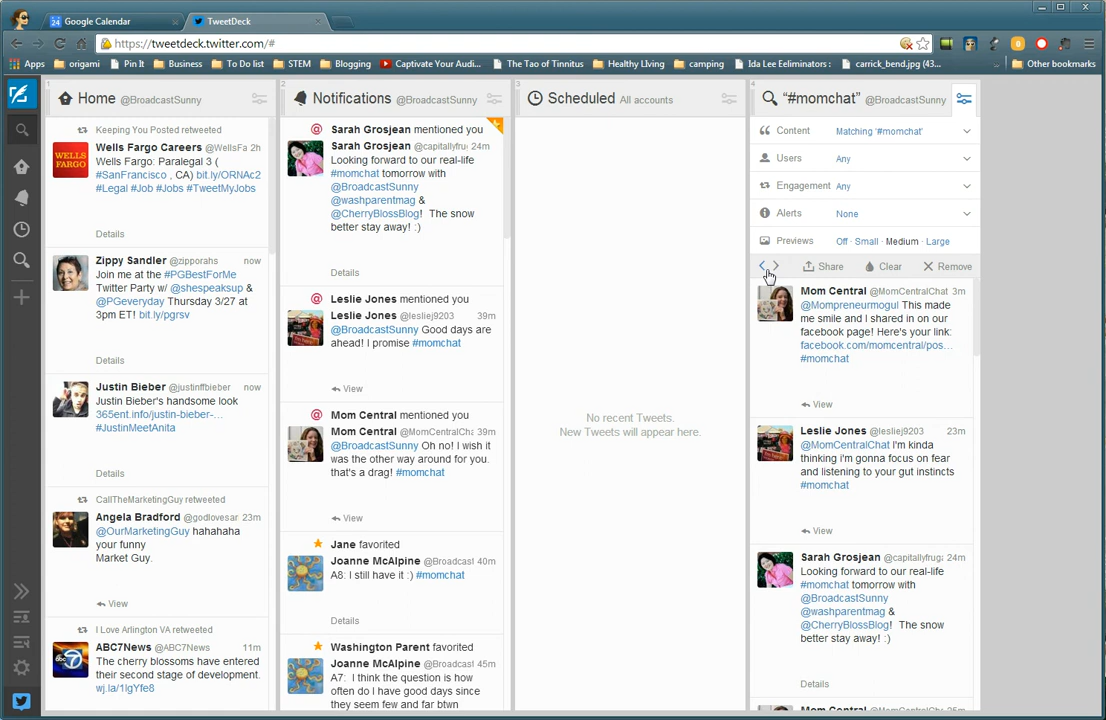 Google Calendar
TweetDeck
https://tweetdeck.twitter.com/#
Apps
origami
Pin It
Business
To Do list
STEM
Blogging
Captivate Your Audi...
The Tao of Tinnitus
Healthy LIving
camping
Ida Lee Eeliminators :
carrick_bend.jpg (43...
Other bookmarks
1
Home @BroadcastSunny
Keeping You Posted retweeted
Wells Fargo Careers @WellsFa 2h
Wells Fargo: Paralegal 3 (
#SanFrancisco , CA) bit.ly/ORNAc2
#Legal #Job #Jobs #TweetMyJobs
Details
Zippy Sandler @zipporahs now
Join me at the #PGBestForMe
Twitter Party w/ @shespeaksup &
@PGeveryday Thursday 3/27 at
3pm ET! bit.ly/pgrsv
Details
Justin Bieber @justinffbieber now
Justin Bieber's handsome look
365ent.info/justin-bieber-...
#JustinMeetAnita
Details
CallTheMarketingGuy retweeted
Angela Bradford @godlovesar 23m
@OurMarketingGuy hahahaha
your funny
Market Guy.
View
I Love Arlington VA retweeted
ABC7News @ABC7News 11m
The cherry blossoms have entered
their second stage of development.
wj.la/1lgYfe8
2
Notifications @BroadcastSunny
Sarah Grosjean mentioned you
Sarah Grosjean @capitallyfru 24m
Looking forward to our real-life
#momchat tomorrow with
@BroadcastSunny
@washparentmag &
@CherryBlossBlog! The snow
better stay away! :)
Details
Leslie Jones mentioned you
Leslie Jones @lesliej9203 39m
@BroadcastSunny Good days are
ahead! I promise #momchat
View
Mom Central mentioned you
Mom Central @MomCentralCha 39m
@BroadcastSunny Oh no! I wish it
was the other way around for you.
that's a drag! #momchat
View
Jane favorited
Joanne McAlpine @Broadcast 40m
A8: I still have it :) #momchat
Details
Washington Parent favorited
Joanne McAlpine @Broadcast 45m
A7: I think the question is how
often do I have good days since
they seem few and far btwn
3
Scheduled All accounts
No recent Tweets.
New Tweets will appear here.
4
"#momchat" @BroadcastSunny
Content Matching '#momchat'
Users Any
Engagement Any
Alerts None
Previews Off · Small · Medium · Large
Share Clear Remove
Mom Central @MomCentralChat 3m
@Mompreneurmogul This made
me smile and I shared in on our
facebook page! Here's your link:
facebook.com/momcentral/pos...
#momchat
View
Leslie Jones @lesliej9203 23m
@MomCentralChat I'm kinda
thinking i'm gonna focus on fear
and listening to your gut instincts
#momchat
View
Sarah Grosjean @capitallyfruga 24m
Looking forward to our real-life
#momchat tomorrow with
@BroadcastSunny
@washparentmag &
@CherryBlossBlog! The snow
better stay away! :)
Details
Mom Central @MomCentralCha 25m